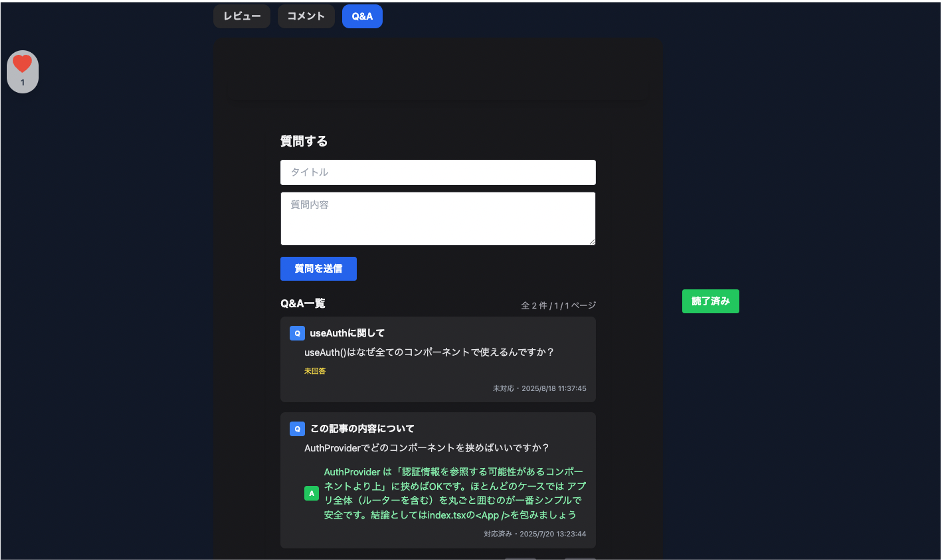 レビュー
コメント
Q&A
1
質問する
タイトル
質問内容
質問を送信
Q&A一覧
全 2 件 / 1 / 1 ページ
読了済み
Q useAuthに関して
useAuth()はなぜ全てのコンポーネントで使えるんですか？
未回答
未対応・2025/8/18 11:37:45
Q この記事の内容について
AuthProviderでどのコンポーネントを挟めばいいですか？
AuthProvider は「認証情報を参照する可能性があるコンポー
ネントより上」に挟めばOKです。ほとんどのケースでは アプ
A リ全体（ルーターを含む）を丸ごと囲むのが一番シンプルで
安全です。結論としてはindex.tsxの<App />を包みましょう
対応済み・2025/7/20 13:23:44